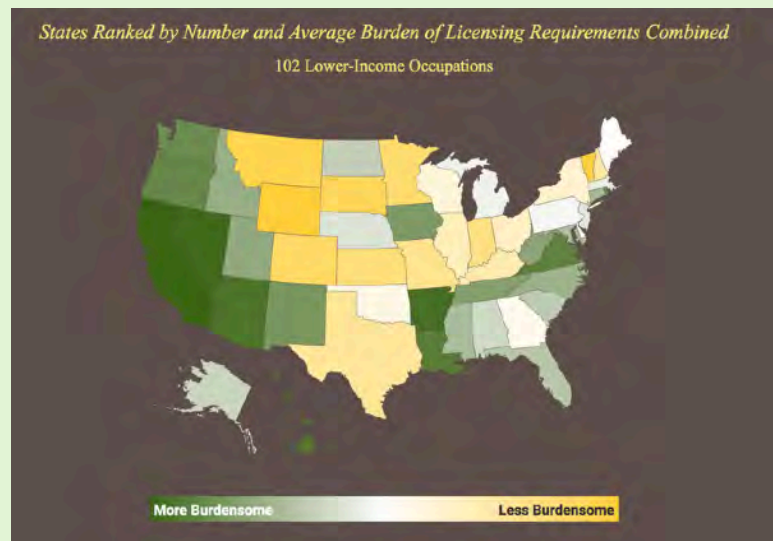 States Ranked by Number and Average Burden of Licensing Requirements Combined
102 Lower-Income Occupations
More Burdensome
Less Burdensome